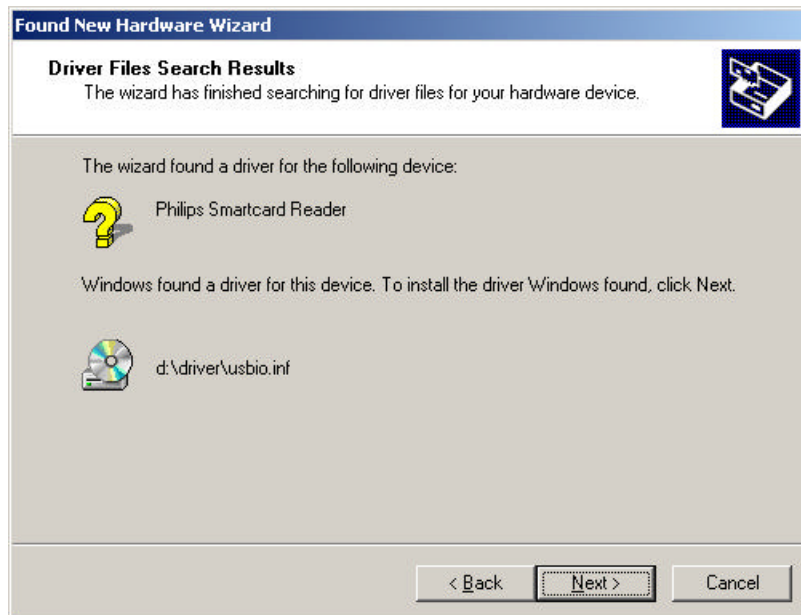 Found New Hardware Wizard
Driver Files Search Results
The wizard has finished searching for driver files for your hardware device.
The wizard found a driver for the following device:
Philips Smartcard Reader
Windows found a driver for this device. To install the driver Windows found, click Next.
d:\driver\usbio.inf
< Back Next > Cancel